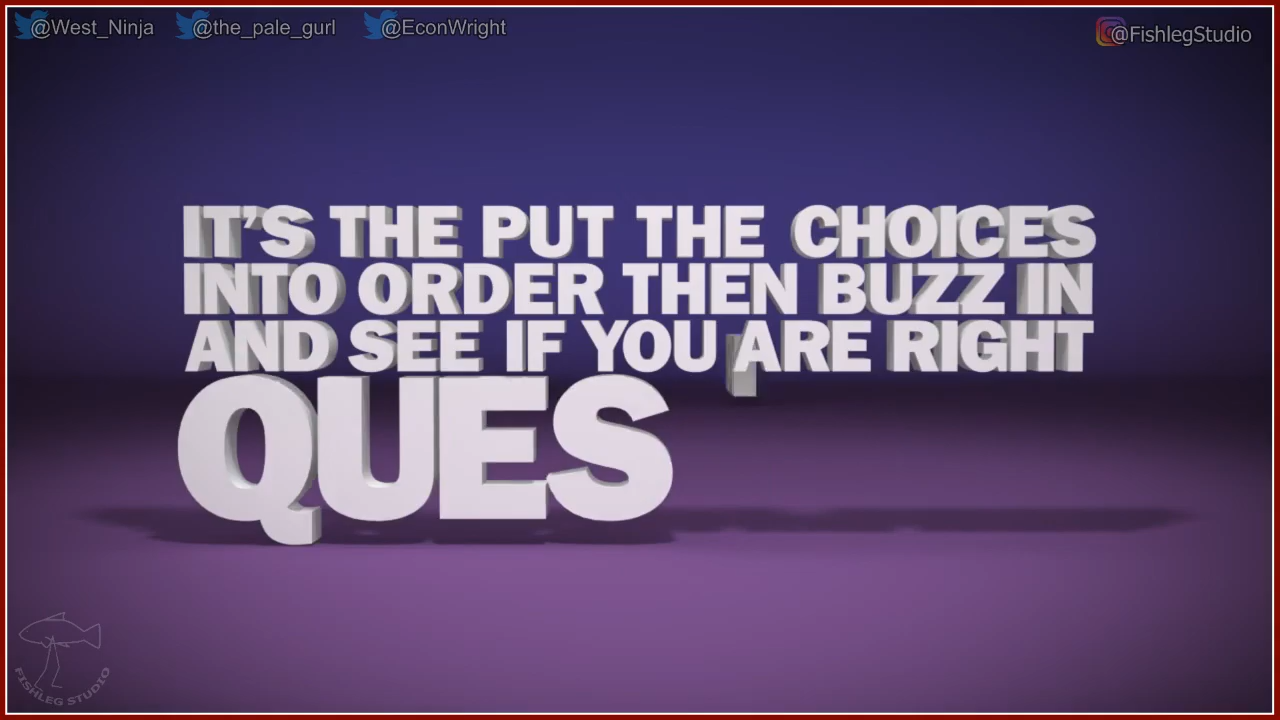 @West_Ninja @the_pale_gurl @EconWright @FishlegStudio
IT'S THE PUT THE CHOICES
INTO ORDER THEN BUZZ IN
AND SEE IF YOU ARE RIGHT
QUES
FISHLEG STUDIO